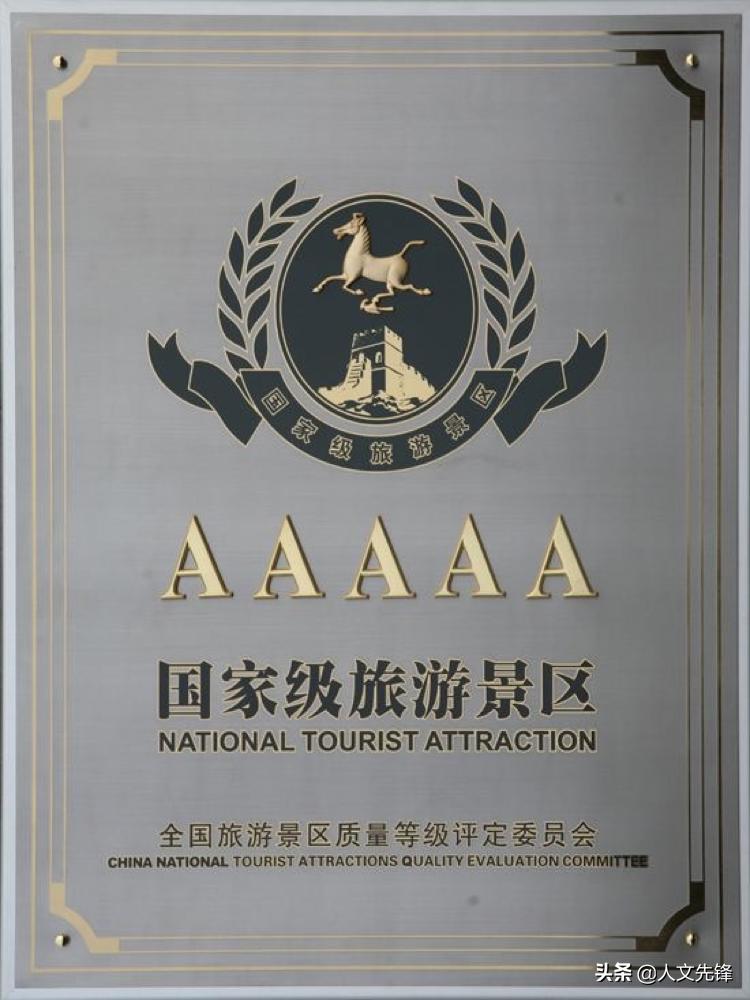 国家级旅游景区
AAAAA
国家级旅游景区
NATIONAL TOURIST ATTRACTION
全国旅游景区质量等级评定委员会
CHINA NATIONAL TOURIST ATTRACTIONS QUALITY EVALUATION COMMITTEE
头条 @人文先锋